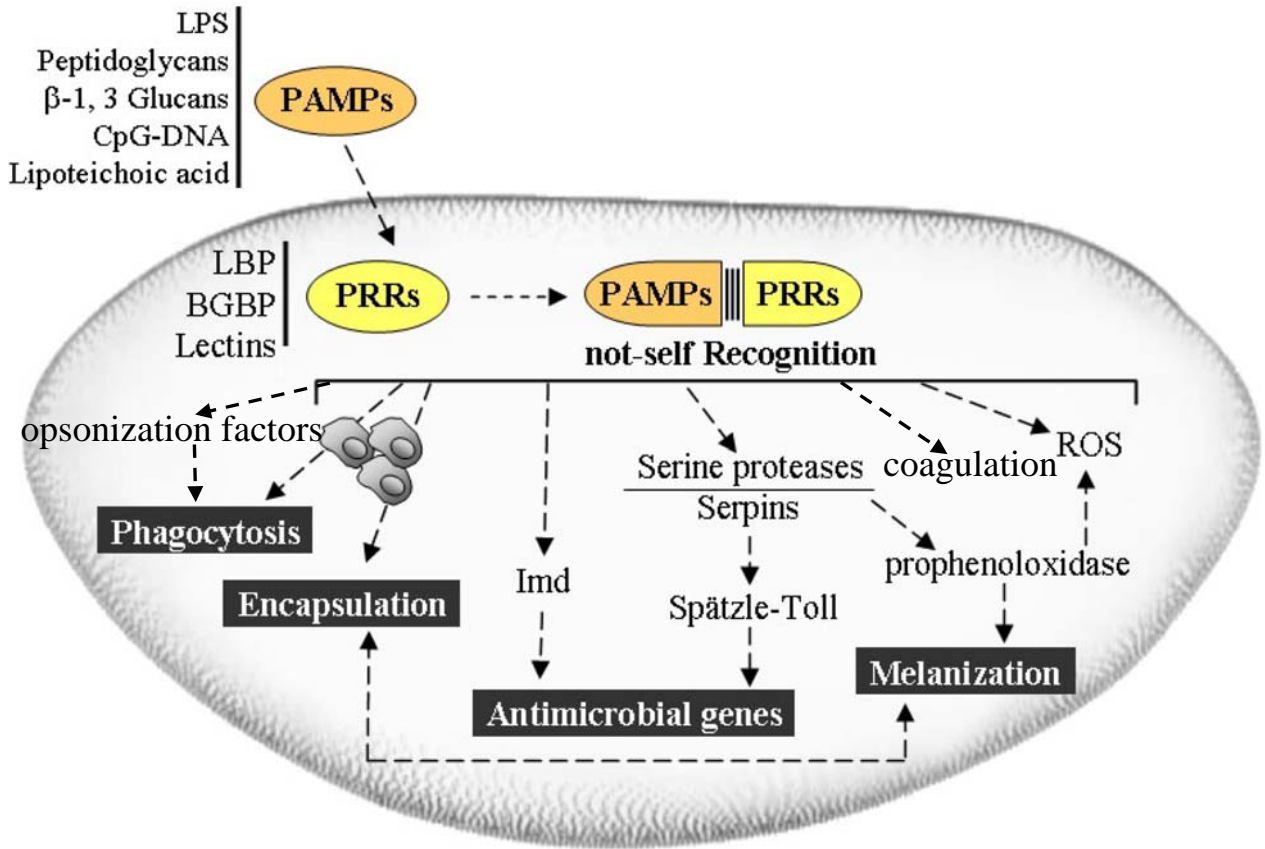 LPS
Peptidoglycans
β-1, 3 Glucans
CpG-DNA
Lipoteichoic acid
PAMPs
LBP
BGBP
Lectins
PRRs
PAMPs
PRRs
not-self Recognition
opsonization factors
Serine proteases
Serpins
coagulation
ROS
Phagocytosis
Encapsulation
Imd
Spätzle-Toll
prophenoloxidase
Melanization
Antimicrobial genes